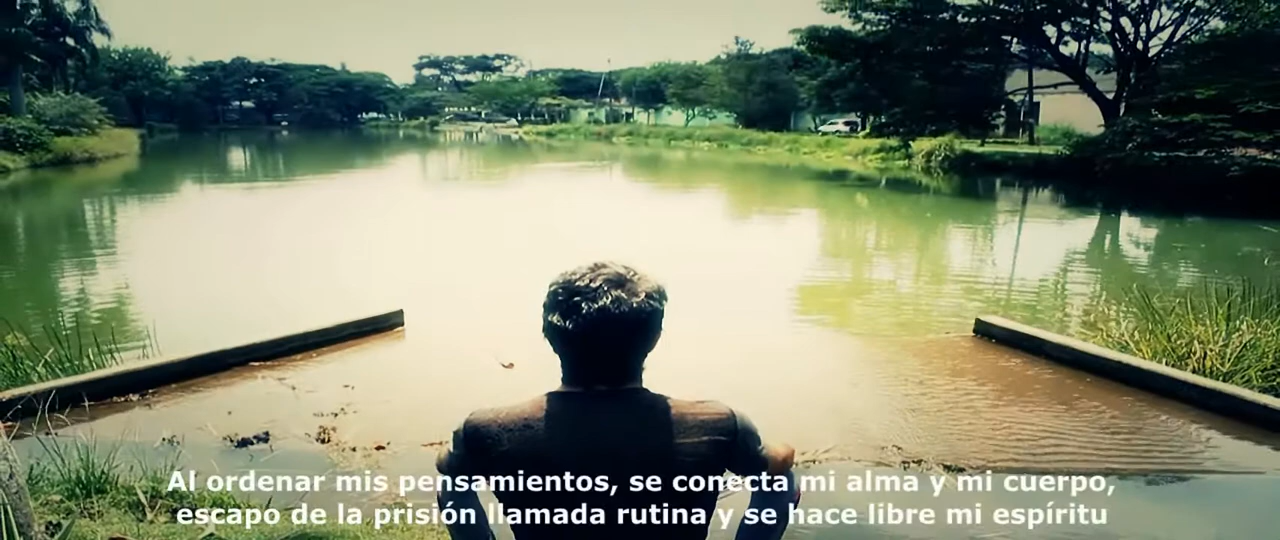 Al ordenar mis pensamientos, se conecta mi alma y mi cuerpo,
escapo de la prisión llamada rutina y se hace libre mi espíritu